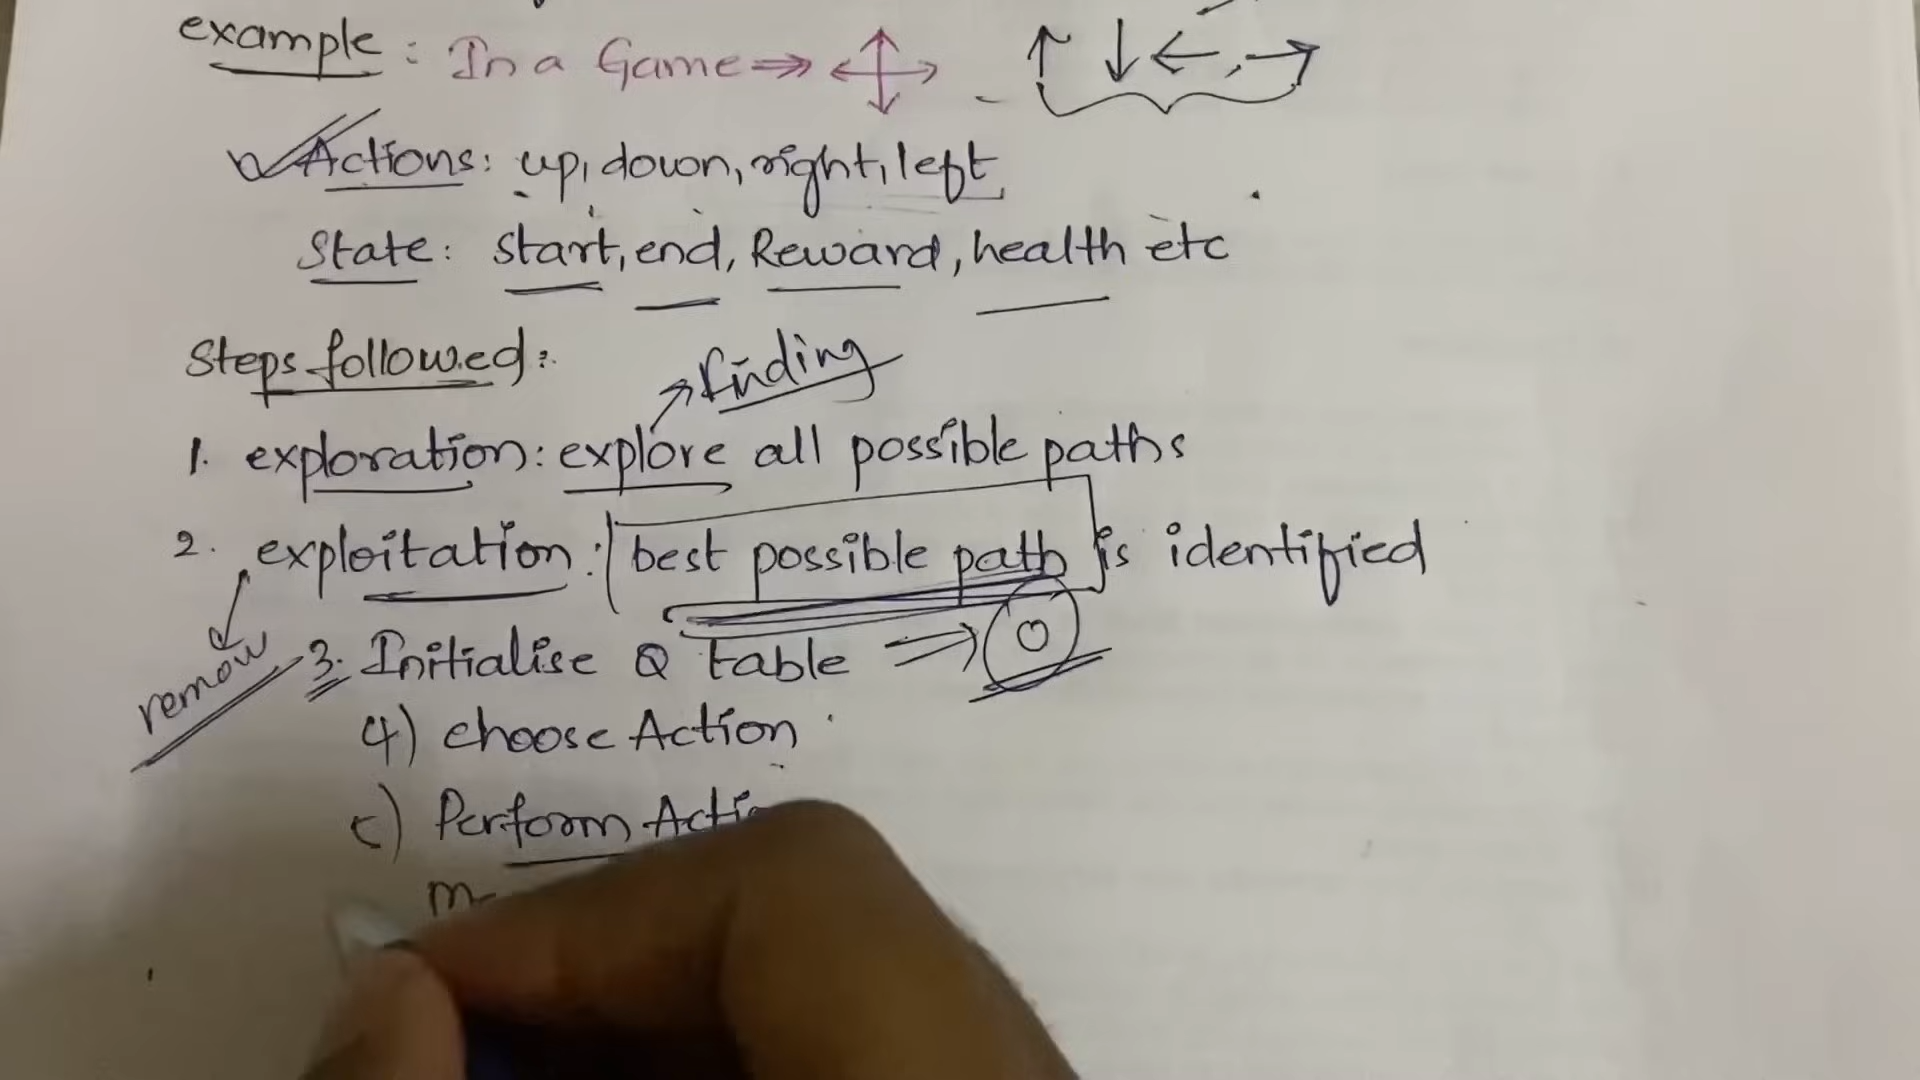 example : In a Game ⇒ ↑ ↓ ← , →
Actions: up, down, right, left
State: start, end, Reward, health etc
Steps followed:
finding
1. exploration: explore all possible paths
2. exploitation: best possible path is identified
3. Initialise Q table ⇒ 0
4) choose Action
Perform